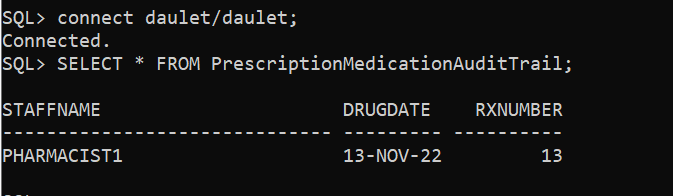 SQL> connect daulet/daulet;
Connected.
SQL> SELECT * FROM PrescriptionMedicationAuditTrail;
STAFFNAME DRUGDATE RXNUMBER
------------------------------ --------- ----------
PHARMACIST1 13-NOV-22 13